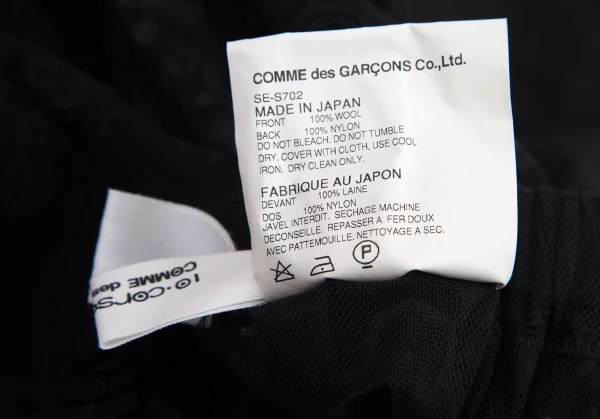 COMME des GARÇONS Co.,Ltd.
SE-S702
MADE IN JAPAN
FRONT 100% WOOL
BACK 100% NYLON
DO NOT BLEACH. DO NOT TUMBLE
DRY. COVER WITH CLOTH, USE COOL
IRON. DRY CLEAN ONLY.
FABRIQUE AU JAPON
DEVANT 100% LAINE
DOS 100% NYLON
JAVEL INTERDIT. SECHAGE MACHINE
DECONSEILLE. REPASSER A FER DOUX
AVEC PATTEMOUILLE. NETTOYAGE A SEC.
P
COMME des